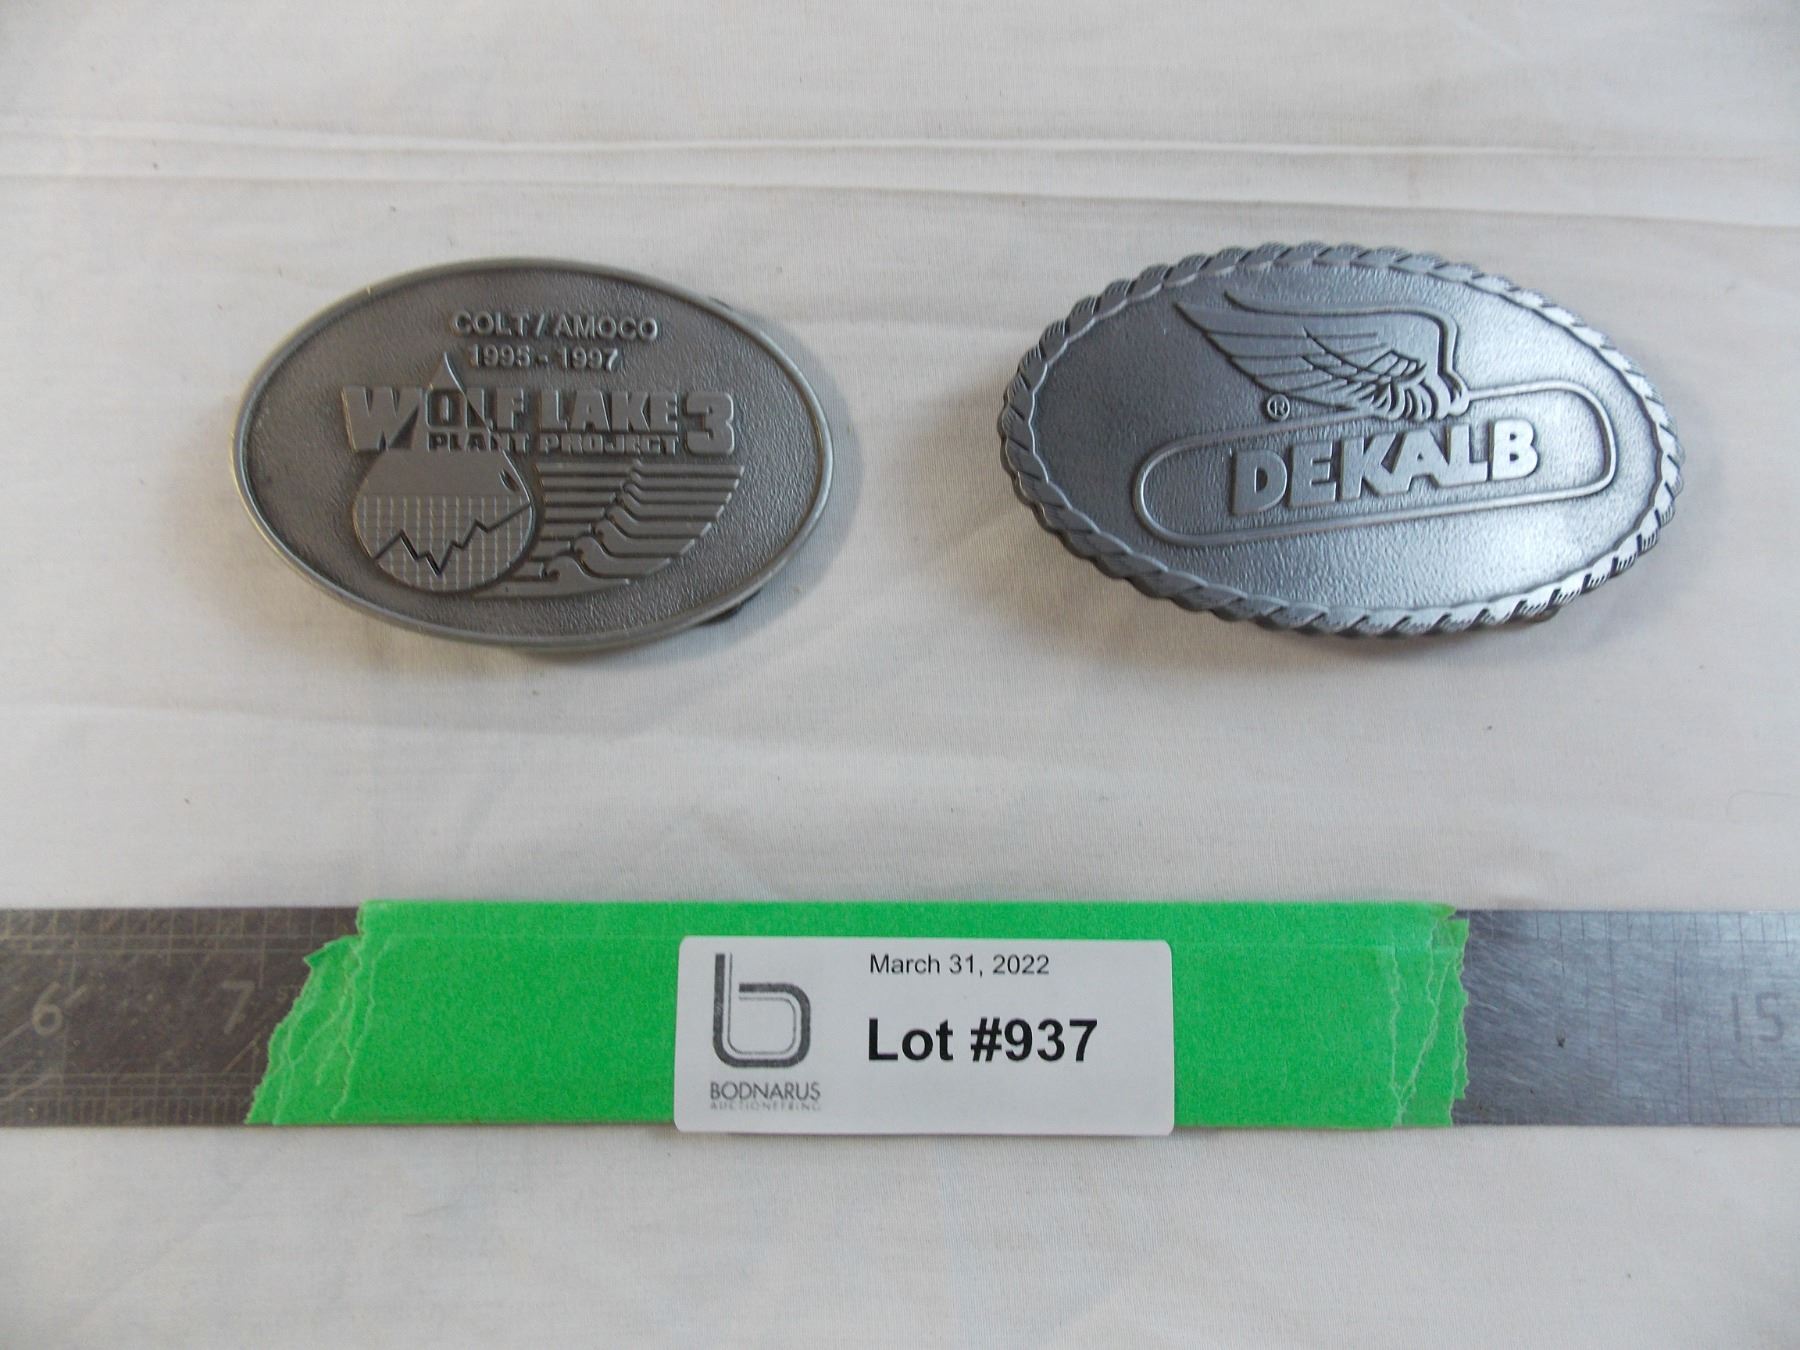 COLT / AMOCO
1995 - 1997
WOLF LAKE 3
PLANT PROJECT
®
DEKALB
6
7
15
March 31, 2022
Lot #937
BODNARUS
AUCTIONEERING